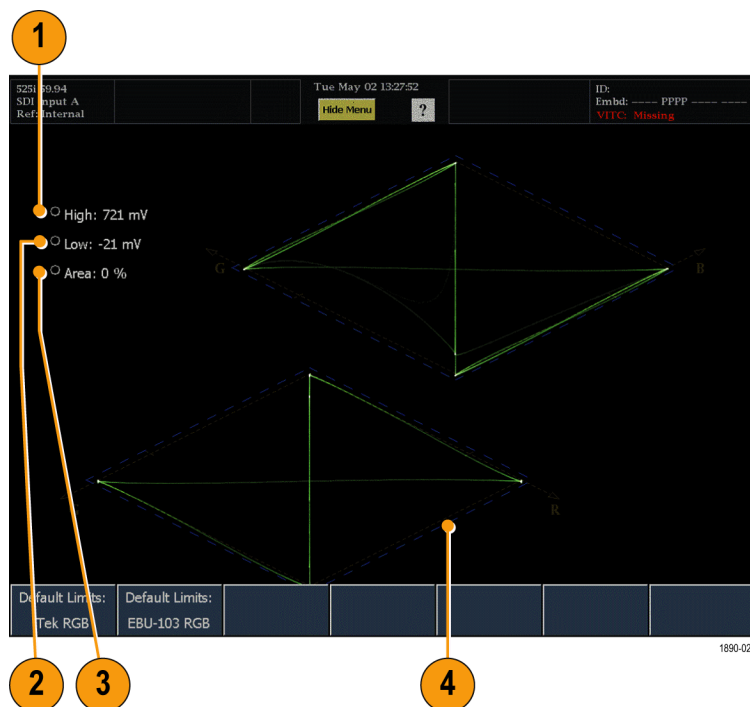 1
525i 59.94
SDI Input A
Ref: Internal
Tue May 02 13:27:52
Hide Menu
?
ID:
Embd: ---- PPPP ---- ----
VITC: Missing
High: 721 mV
Low: -21 mV
Area: 0 %
G
B
R
Default Limits:
Tek RGB
Default Limits:
EBU-103 RGB
1890-02
2
3
4